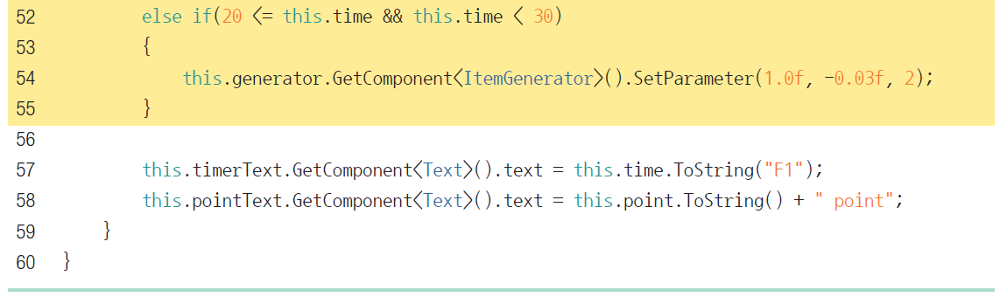 52 else if(20 <= this.time && this.time < 30)
53 {
54 this.generator.GetComponent<ItemGenerator>().SetParameter(1.0f, -0.03f, 2);
55 }
56
57 this.timerText.GetComponent<Text>().text = this.time.ToString("F1");
58 this.pointText.GetComponent<Text>().text = this.point.ToString() + " point";
59 }
60 }